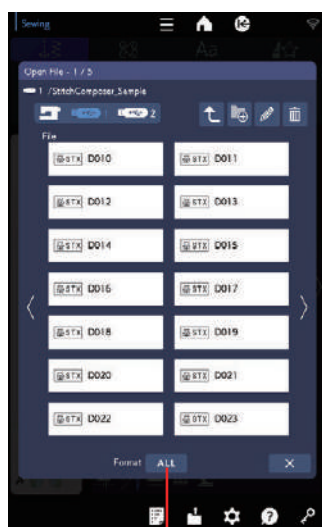 Sewing
Aa
Open File - 1 / 5
1 /StitchComposer_Sample
1 2
File
STX D010 STX D011
STX D012 STX D013
STX D014 STX D015
STX D016 STX D017
STX D018 STX D019
STX D020 STX D021
STX D022 STX D023
Format ALL
A